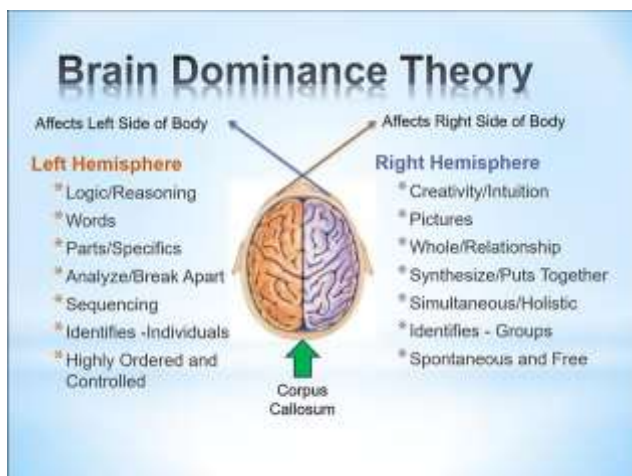 Brain Dominance Theory
Affects Left Side of Body
Affects Right Side of Body
Left Hemisphere
*Logic/Reasoning
*Words
*Parts/Specifics
*Analyze/Break Apart
*Sequencing
*Identifies -Individuals
*Highly Ordered and
Controlled
Right Hemisphere
*Creativity/Intuition
*Pictures
*Whole/Relationship
*Synthesize/Puts Together
*Simultaneous/Holistic
*Identifies - Groups
*Spontaneous and Free
Corpus
Callosum